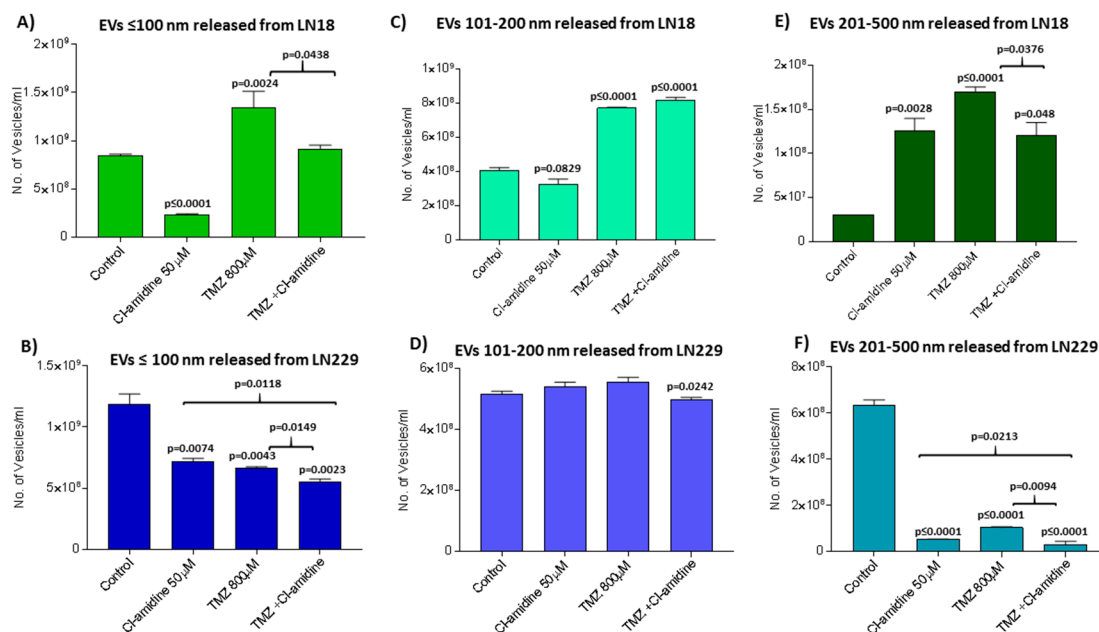 A)
EVs ≤100 nm released from LN18
No. of Vesicles/ml
2×10⁹
1.5×10⁹
1×10⁹
5×10⁸
0
p≤0.0001
p=0.0024
p=0.0438
Control
Cl-amidine 50µM
TMZ 800µM
TMZ +Cl-amidine
C)
EVs 101-200 nm released from LN18
No. of Vesicles/ml
1×10⁹
8×10⁸
6×10⁸
4×10⁸
2×10⁸
0
p=0.0829
p≤0.0001
p≤0.0001
Control
Cl-amidine 50µM
TMZ 800µM
TMZ +Cl-amidine
E)
EVs 201-500 nm released from LN18
No. of Vesicles/ml
2×10⁸
1.5×10⁸
1×10⁸
5×10⁷
0
p=0.0028
p≤0.0001
p=0.0376
p=0.048
Control
Cl-amidine 50µM
TMZ 800µM
TMZ +Cl-amidine
B)
EVs ≤ 100 nm released from LN229
No. of Vesicles/ml
1.5×10⁹
1×10⁹
5×10⁸
0
p=0.0118
p=0.0149
p=0.0074
p=0.0043
p=0.0023
Control
Cl-amidine 50µM
TMZ 800µM
TMZ +Cl-amidine
D)
EVs 101-200 nm released from LN229
No. of Vesicles/ml
6×10⁸
4×10⁸
2×10⁸
0
p=0.0242
Control
Cl-amidine 50µM
TMZ 800µM
TMZ +Cl-amidine
F)
EVs 201-500 nm released from LN229
No. of Vesicles/ml
8×10⁸
6×10⁸
4×10⁸
2×10⁸
0
p=0.0213
p=0.0094
p≤0.0001
p≤0.0001
p≤0.0001
Control
Cl-amidine 50µM
TMZ 800µM
TMZ +Cl-amidine